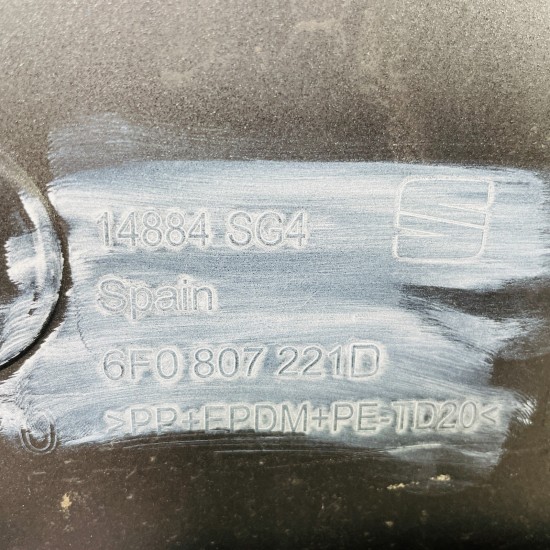 14884 SG4
Spain
6F0 807 221D
>PP+EPDM+PE-TD20<